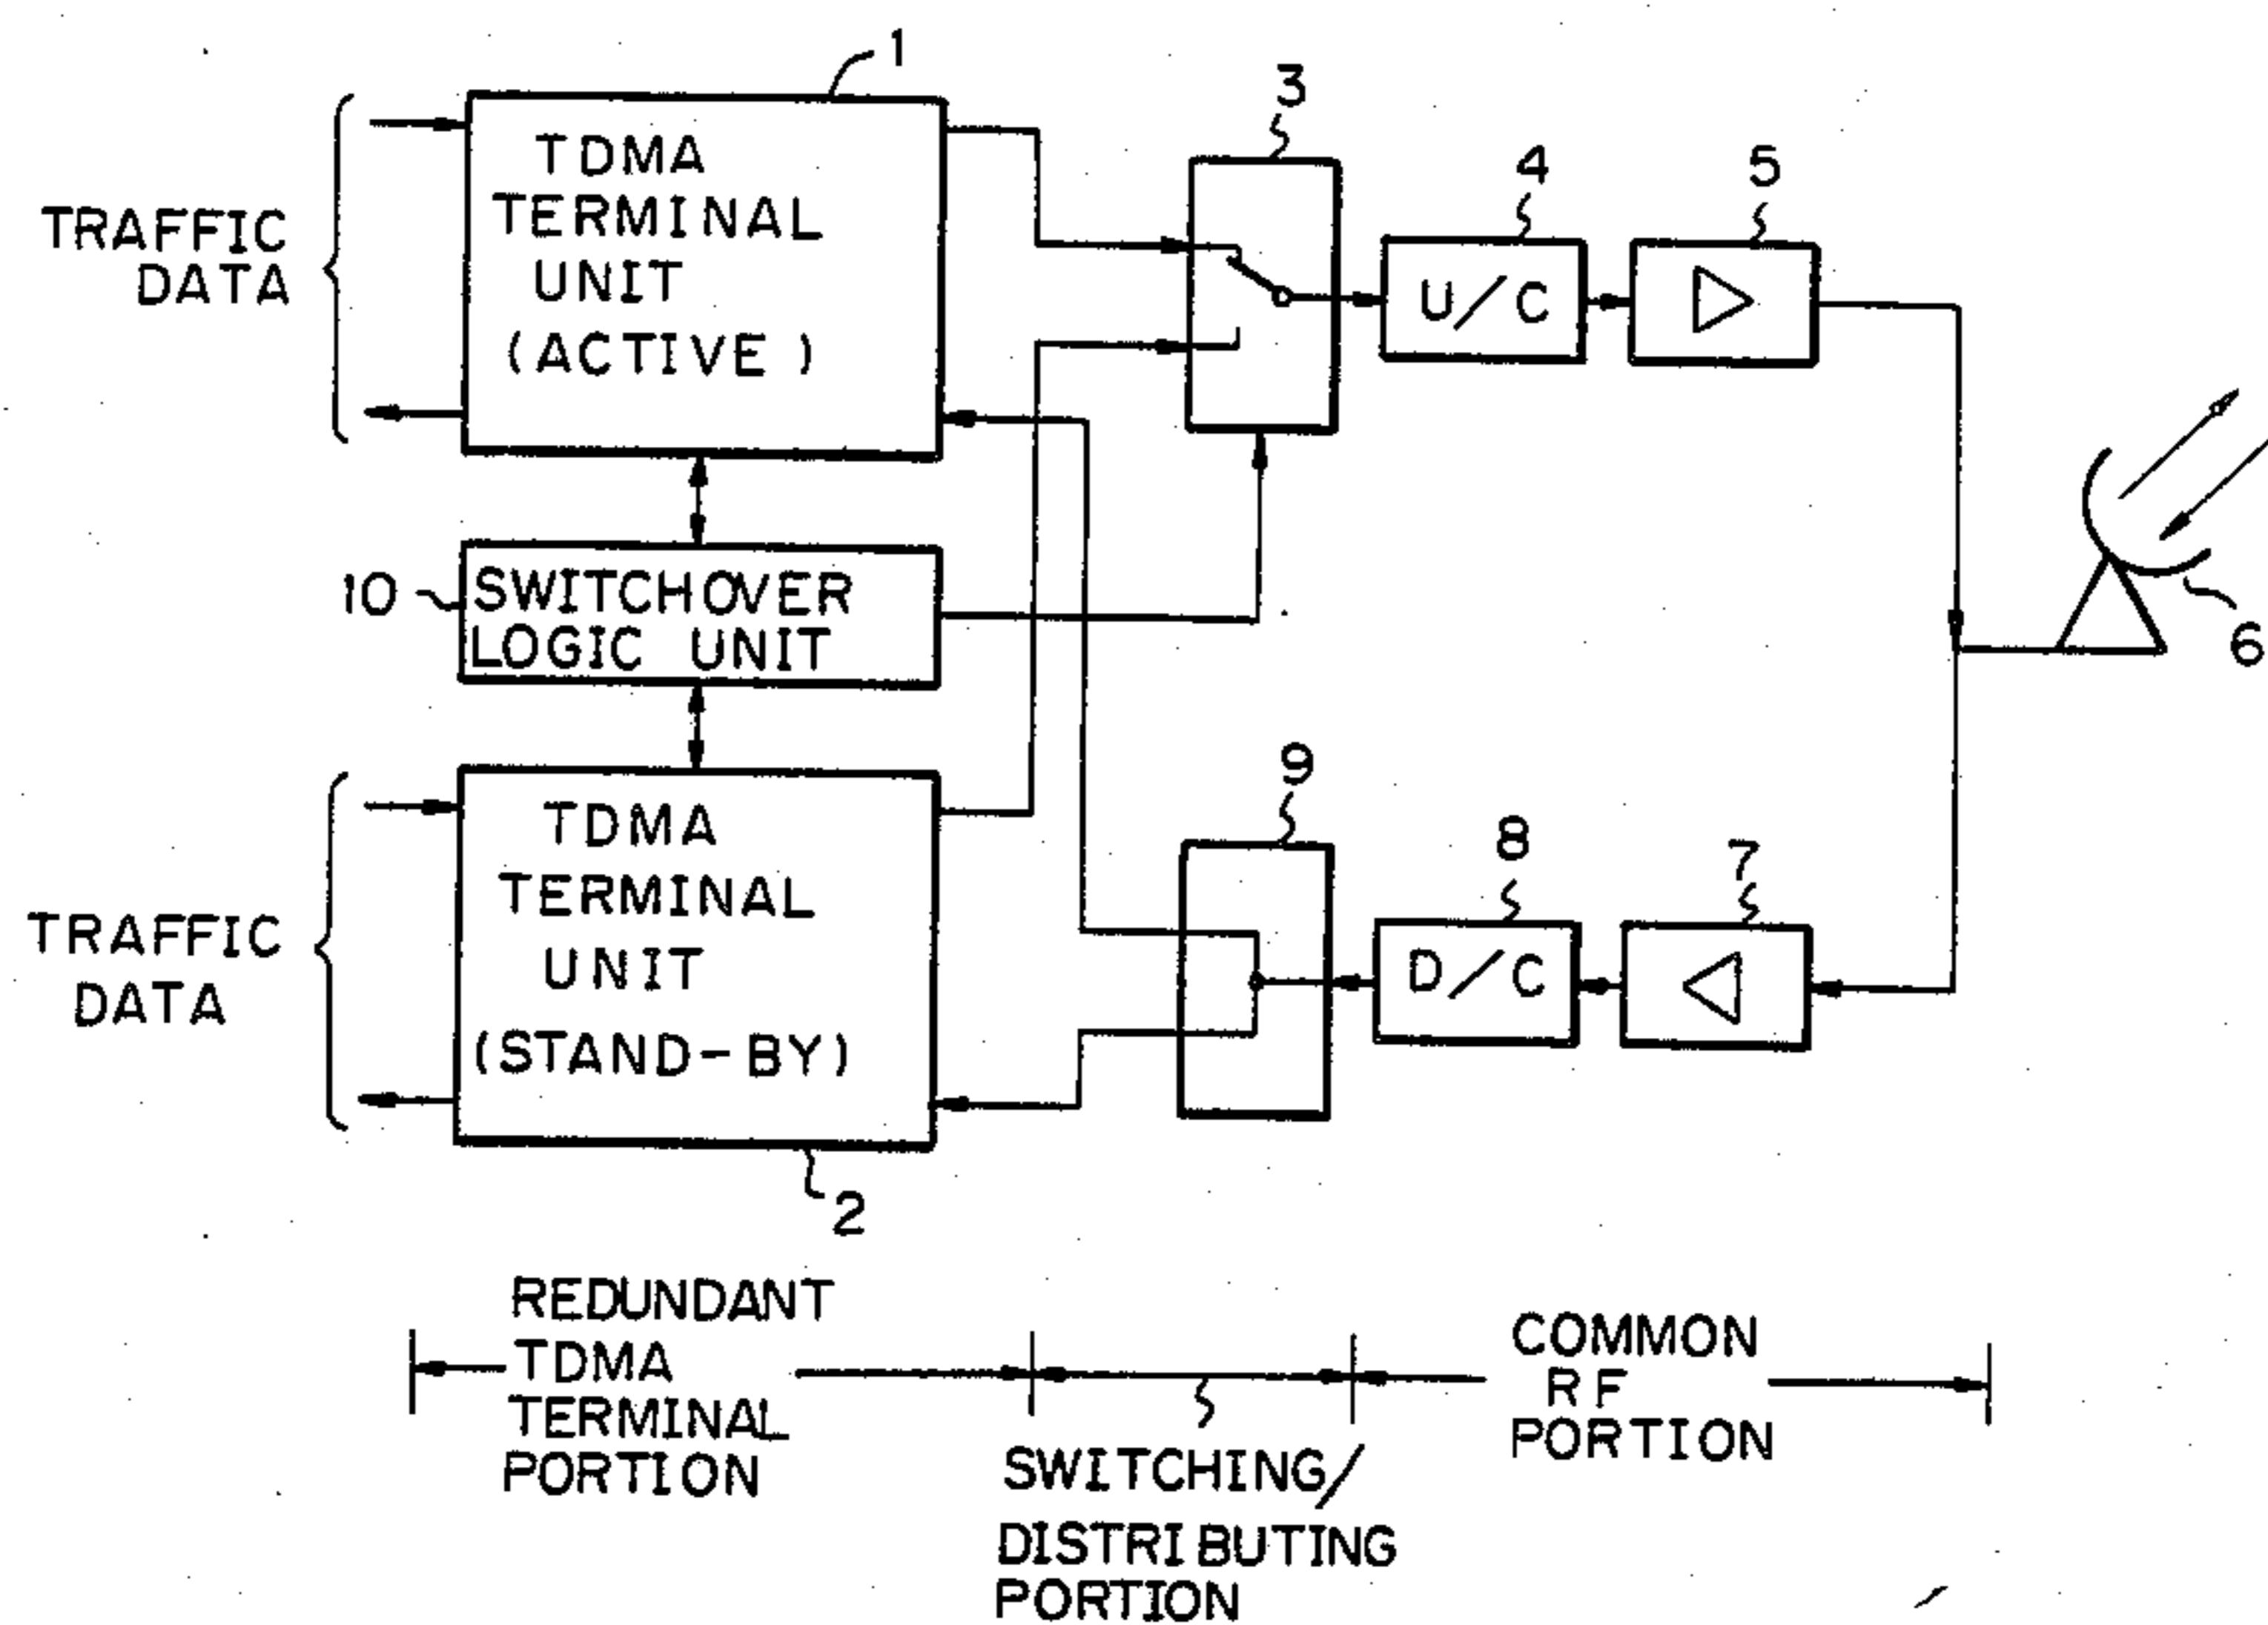 1
TDMA
TERMINAL
UNIT
(ACTIVE)
TRAFFIC
DATA
3
4
U/C
5
6
10
SWITCHOVER
LOGIC UNIT
TDMA
TERMINAL
UNIT
(STAND-BY)
TRAFFIC
DATA
2
9
8
D/C
7
REDUNDANT
TDMA
TERMINAL
PORTION
SWITCHING/
DISTRIBUTING
PORTION
COMMON
RF
PORTION